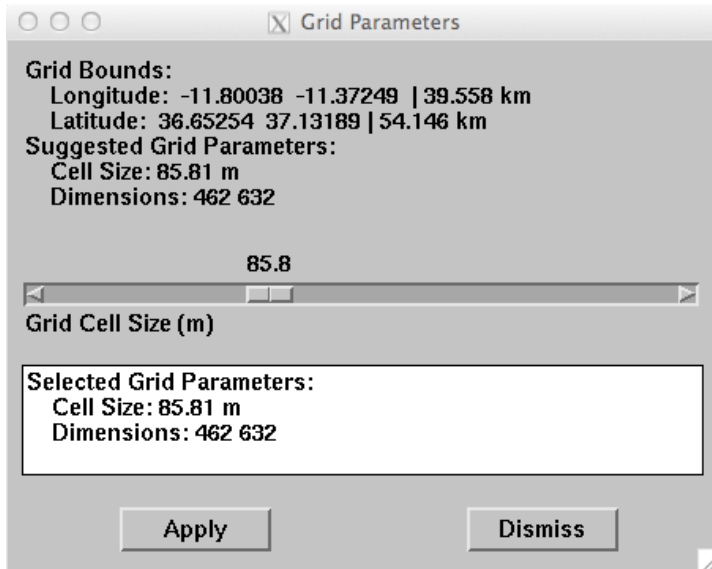 Grid Parameters
Grid Bounds:
Longitude: -11.80038 -11.37249 | 39.558 km
Latitude: 36.65254 37.13189 | 54.146 km
Suggested Grid Parameters:
Cell Size: 85.81 m
Dimensions: 462 632
85.8
Grid Cell Size (m)
Selected Grid Parameters:
Cell Size: 85.81 m
Dimensions: 462 632
Apply Dismiss